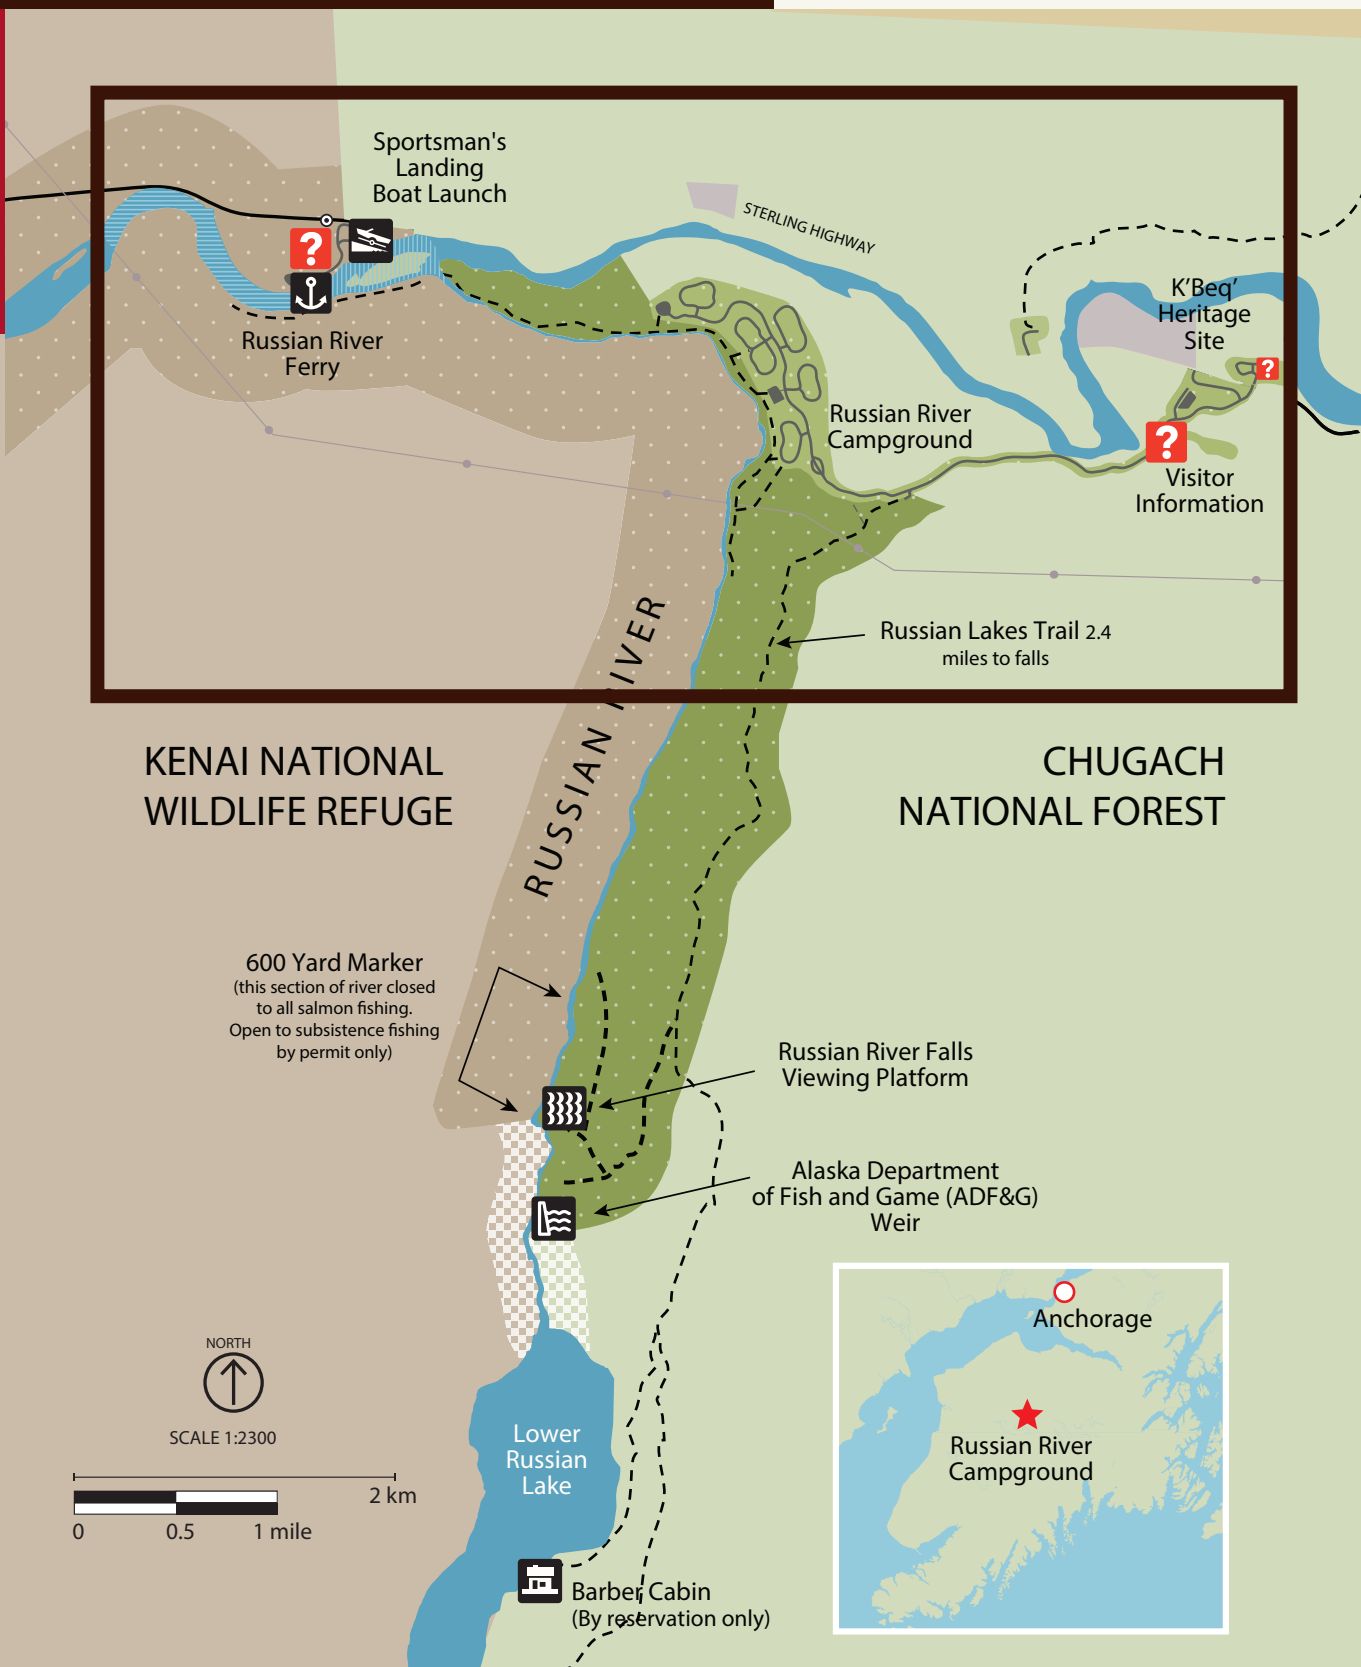 Sportsman's
Landing
Boat Launch
STERLING HIGHWAY
?
K'Beq'
Heritage
Site
?
Russian River
Ferry
Russian River
Campground
?
Visitor
Information
Russian Lakes Trail 2.4
miles to falls
RUSSIAN RIVER
KENAI NATIONAL
WILDLIFE REFUGE
CHUGACH
NATIONAL FOREST
600 Yard Marker
(this section of river closed
to all salmon fishing.
Open to subsistence fishing
by permit only)
Russian River Falls
Viewing Platform
Alaska Department
of Fish and Game (ADF&G)
Weir
Anchorage
Russian River
Campground
NORTH
SCALE 1:2300
2 km
0 0.5 1 mile
Lower
Russian
Lake
Barber Cabin
(By reservation only)